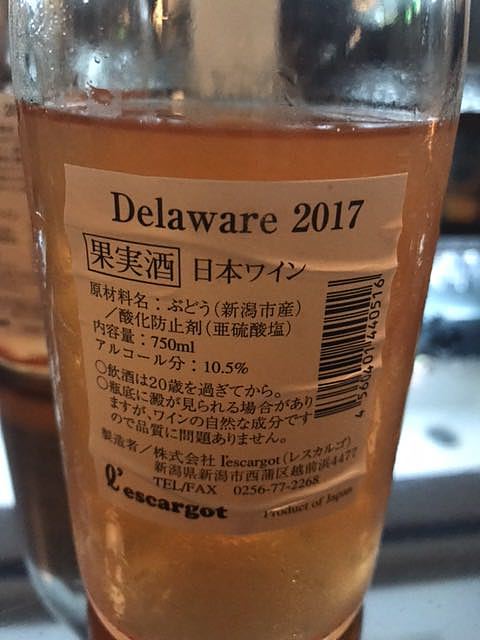 Delaware 2017
果実酒 日本ワイン
原材料名：ぶどう（新潟市産）
／酸化防止剤（亜硫酸塩）
内容量：750ml
アルコール分：10.5%
○飲酒は20歳を過ぎてから。
○瓶底に澱が見られる場合があり
ますが、ワインの自然な成分です
ので品質に問題ありません。
製造者／株式会社 l'escargot（レスカルゴ）
新潟県新潟市西蒲区越前浜4477
TEL/FAX 0256-77-2268
l'escargot Product of Japan
4 560401 440516